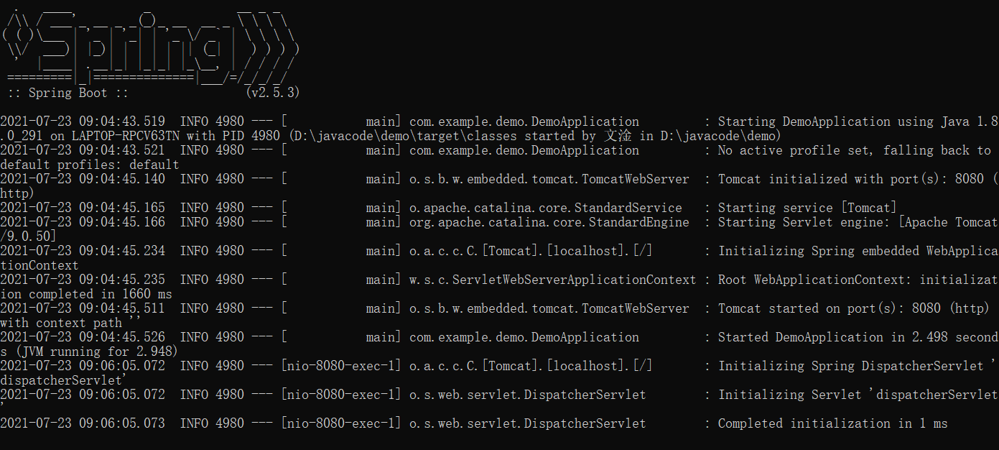 :: Spring Boot ::                (v2.5.3)
2021-07-23 09:04:43.519  INFO 4980 --- [           main] com.example.demo.DemoApplication         : Starting DemoApplication using Java 1.8
.0_291 on LAPTOP-RPCV63TN with PID 4980 (D:\javacode\demo\target\classes started by 文淦 in D:\javacode\demo)
2021-07-23 09:04:43.521  INFO 4980 --- [           main] com.example.demo.DemoApplication         : No active profile set, falling back to
default profiles: default
2021-07-23 09:04:45.140  INFO 4980 --- [           main] o.s.b.w.embedded.tomcat.TomcatWebServer  : Tomcat initialized with port(s): 8080 (
http)
2021-07-23 09:04:45.165  INFO 4980 --- [           main] o.apache.catalina.core.StandardService   : Starting service [Tomcat]
2021-07-23 09:04:45.166  INFO 4980 --- [           main] org.apache.catalina.core.StandardEngine  : Starting Servlet engine: [Apache Tomcat
/9.0.50]
2021-07-23 09:04:45.234  INFO 4980 --- [           main] o.a.c.c.C.[Tomcat].[localhost].[/]       : Initializing Spring embedded WebApplica
tionContext
2021-07-23 09:04:45.235  INFO 4980 --- [           main] w.s.c.ServletWebServerApplicationContext : Root WebApplicationContext: initializat
ion completed in 1660 ms
2021-07-23 09:04:45.511  INFO 4980 --- [           main] o.s.b.w.embedded.tomcat.TomcatWebServer  : Tomcat started on port(s): 8080 (http)
with context path ''
2021-07-23 09:04:45.526  INFO 4980 --- [           main] com.example.demo.DemoApplication         : Started DemoApplication in 2.498 second
s (JVM running for 2.948)
2021-07-23 09:06:05.072  INFO 4980 --- [nio-8080-exec-1] o.a.c.c.C.[Tomcat].[localhost].[/]       : Initializing Spring DispatcherServlet '
dispatcherServlet'
2021-07-23 09:06:05.072  INFO 4980 --- [nio-8080-exec-1] o.s.web.servlet.DispatcherServlet        : Initializing Servlet 'dispatcherServlet
'
2021-07-23 09:06:05.073  INFO 4980 --- [nio-8080-exec-1] o.s.web.servlet.DispatcherServlet        : Completed initialization in 1 ms